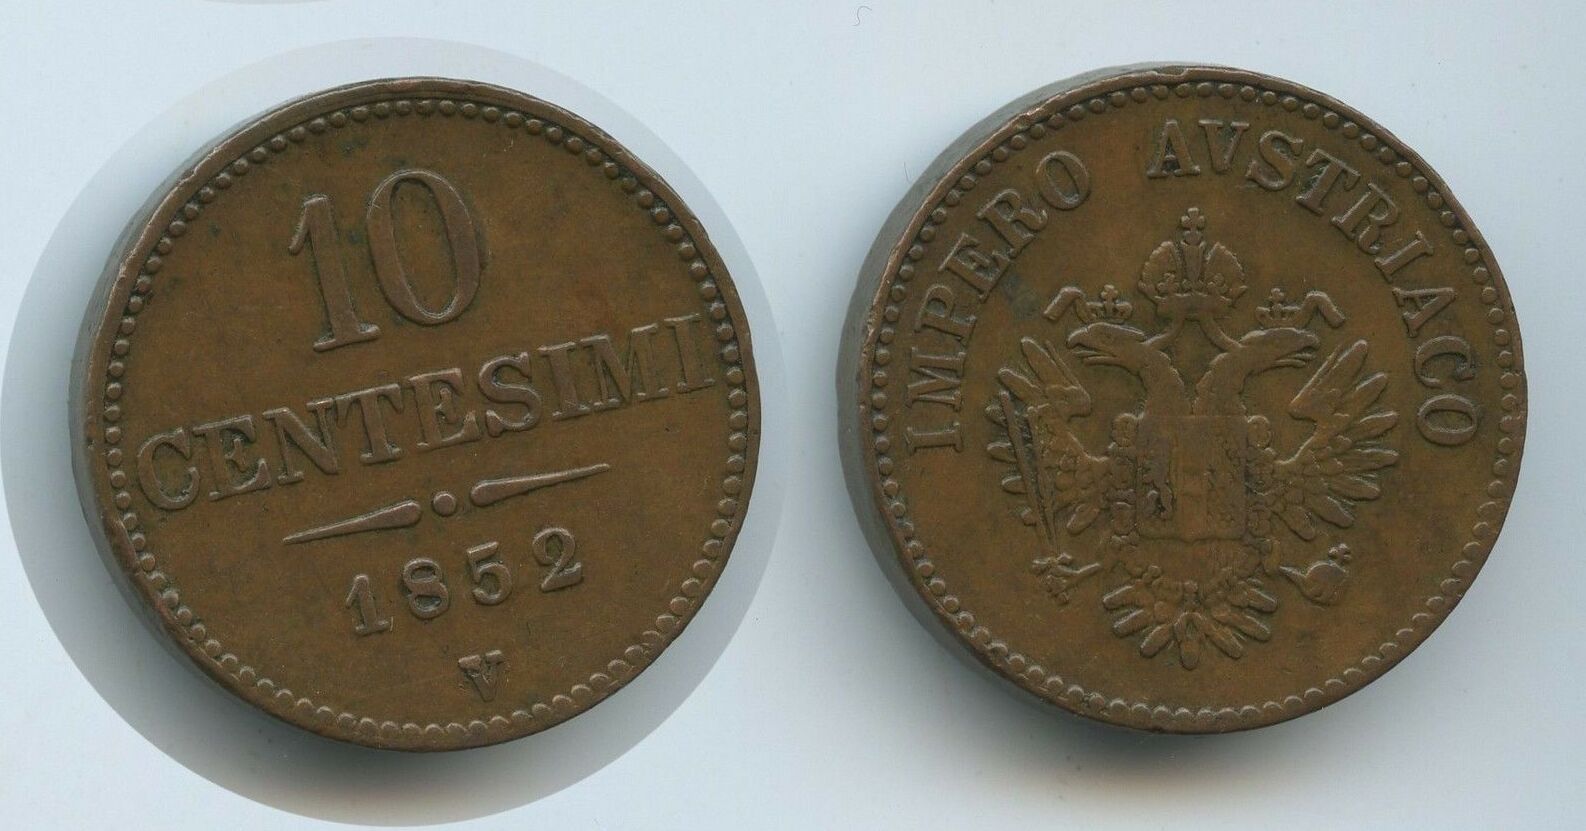 10
CENTESIMI
1852
V
IMPERO AVSTRIACO